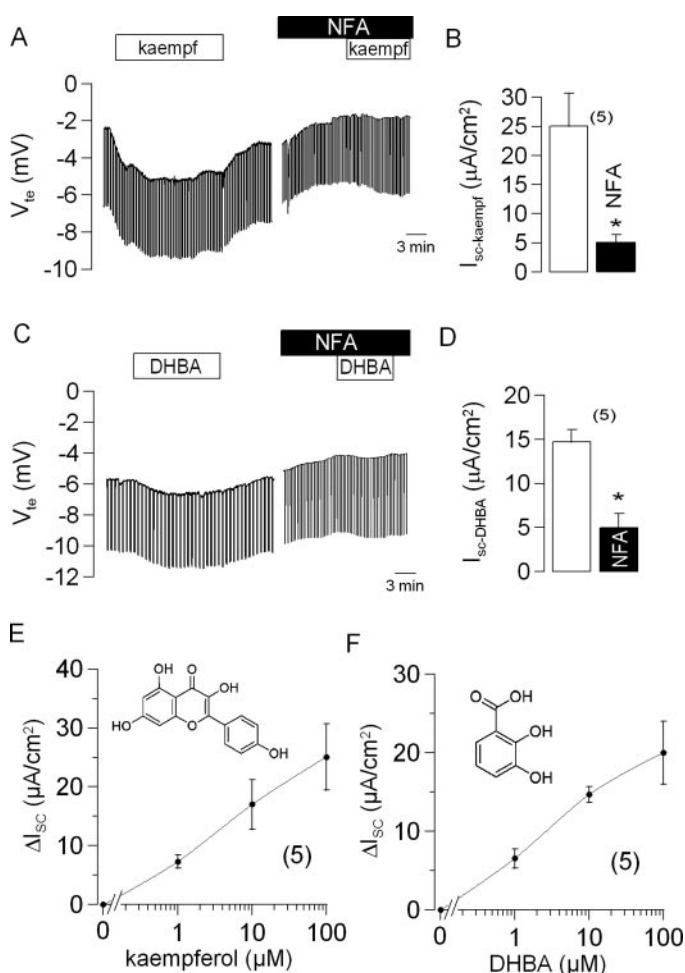 A
kaempf
NFA
kaempf
0
-2
-4
-6
-8
-10
Vte (mV)
3 min
B
30
25
20
15
10
5
0
Isc-kaempf (µA/cm²)
(5)
* NFA
C
DHBA
NFA
DHBA
0
-2
-4
-6
-8
-10
-12
Vte (mV)
3 min
D
20
15
10
5
0
Isc-DHBA (µA/cm²)
(5)
*
NFA
E
40
30
20
10
0
ΔISC (µA/cm²)
OH O
OH
HO
O
OH
(5)
0 1 10 100
kaempferol (µM)
F
30
20
10
0
ΔISC (µA/cm²)
O OH
OH
OH
(5)
0 1 10 100
DHBA (µM)